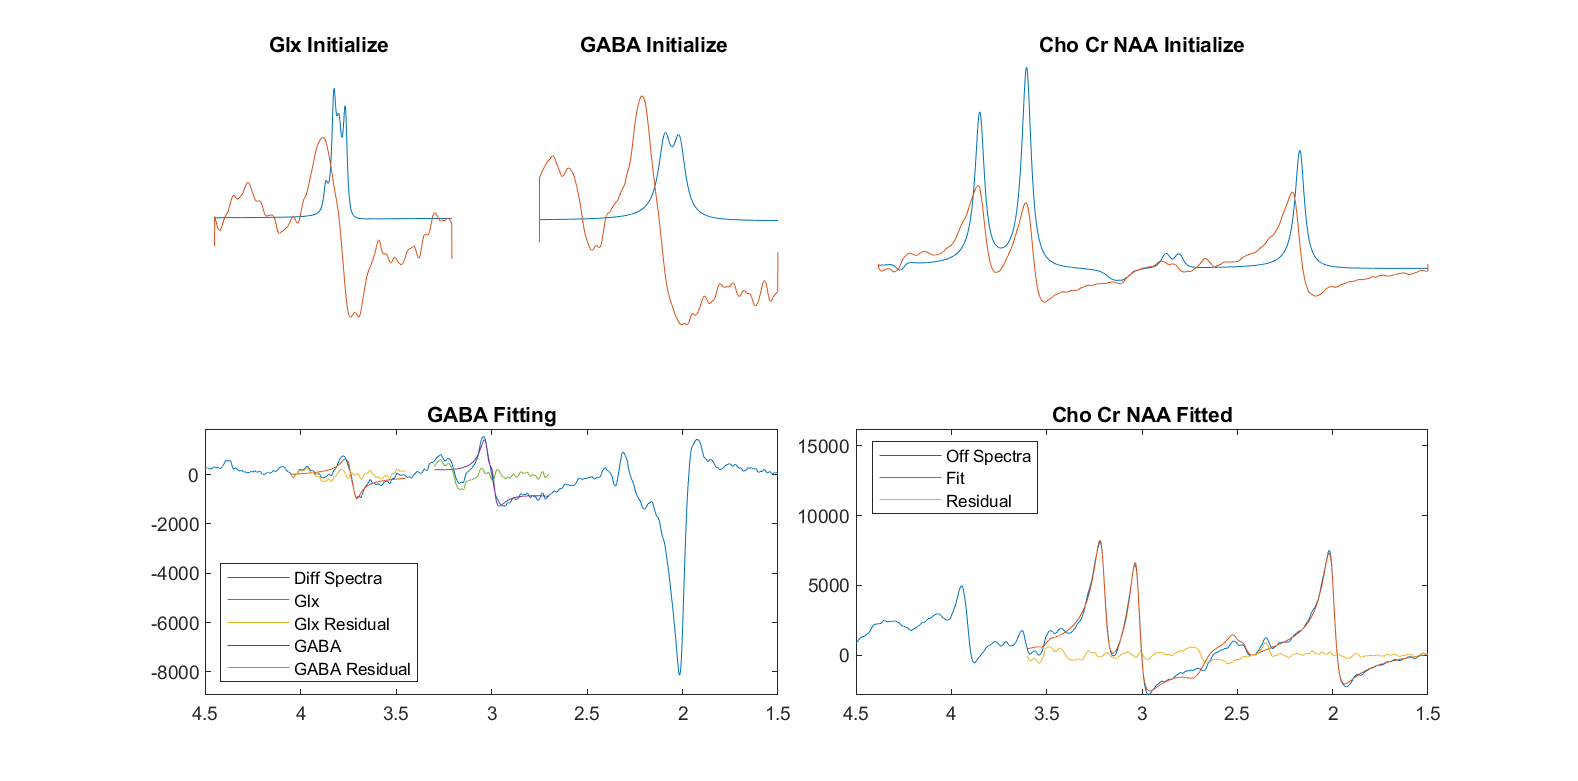 Glx Initialize
GABA Initialize
Cho Cr NAA Initialize
GABA Fitting
0
-2000
-4000
-6000
-8000
4.5 4 3.5 3 2.5 2 1.5
Diff Spectra
Glx
Glx Residual
GABA
GABA Residual
Cho Cr NAA Fitted
15000
10000
5000
0
4.5 4 3.5 3 2.5 2 1.5
Off Spectra
Fit
Residual